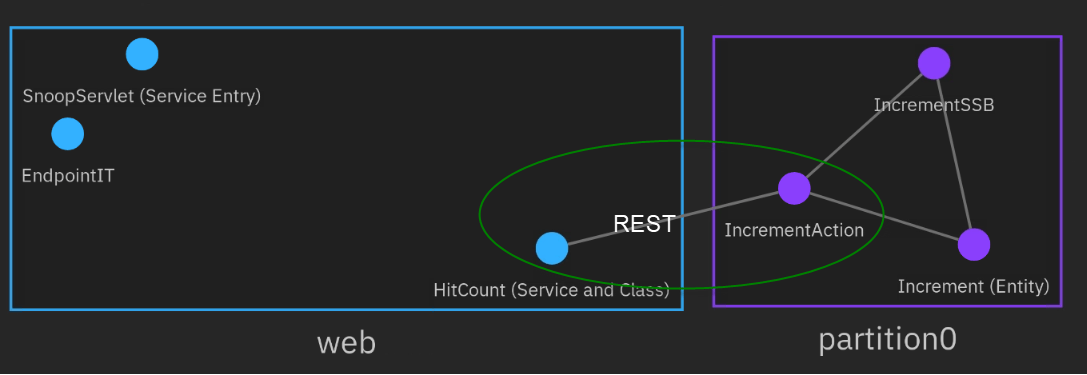 SnoopServlet (Service Entry)
EndpointIT
REST
HitCount (Service and Class)
web
IncrementSSB
IncrementAction
Increment (Entity)
partition0